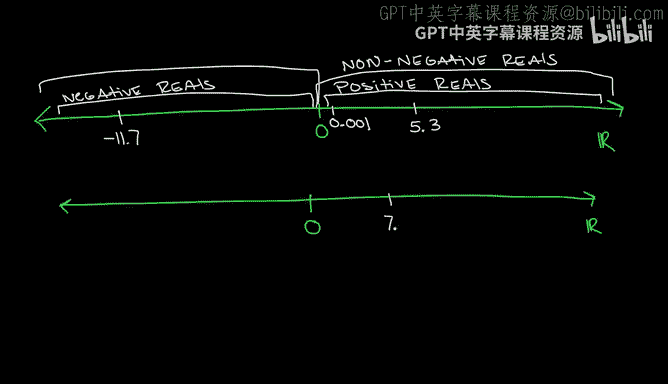 GPT中英字幕课程资源@bilibili.com
GPT中英字幕课程资源 bilibili
NON-NEGATIVE REALS
NEGATIVE REALS POSITIVE REALS
-11.7 0 0.001 5.3 ℝ
0 7. ℝ